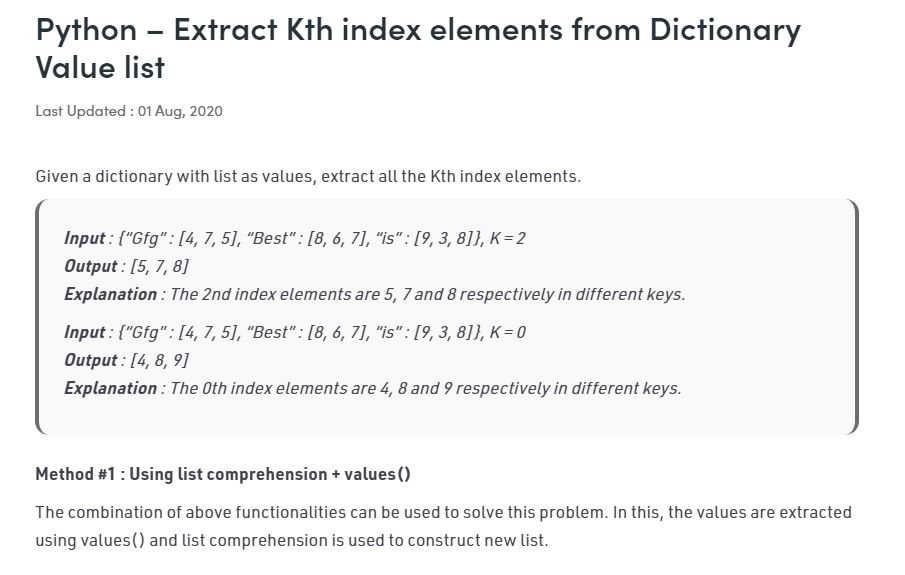 Python – Extract Kth index elements from Dictionary
Value list
Last Updated : 01 Aug, 2020
Given a dictionary with list as values, extract all the Kth index elements.
Input : {“Gfg” : [4, 7, 5], “Best” : [8, 6, 7], “is” : [9, 3, 8]}, K = 2
Output : [5, 7, 8]
Explanation : The 2nd index elements are 5, 7 and 8 respectively in different keys.
Input : {“Gfg” : [4, 7, 5], “Best” : [8, 6, 7], “is” : [9, 3, 8]}, K = 0
Output : [4, 8, 9]
Explanation : The 0th index elements are 4, 8 and 9 respectively in different keys.
Method #1 : Using list comprehension + values()
The combination of above functionalities can be used to solve this problem. In this, the values are extracted
using values() and list comprehension is used to construct new list.